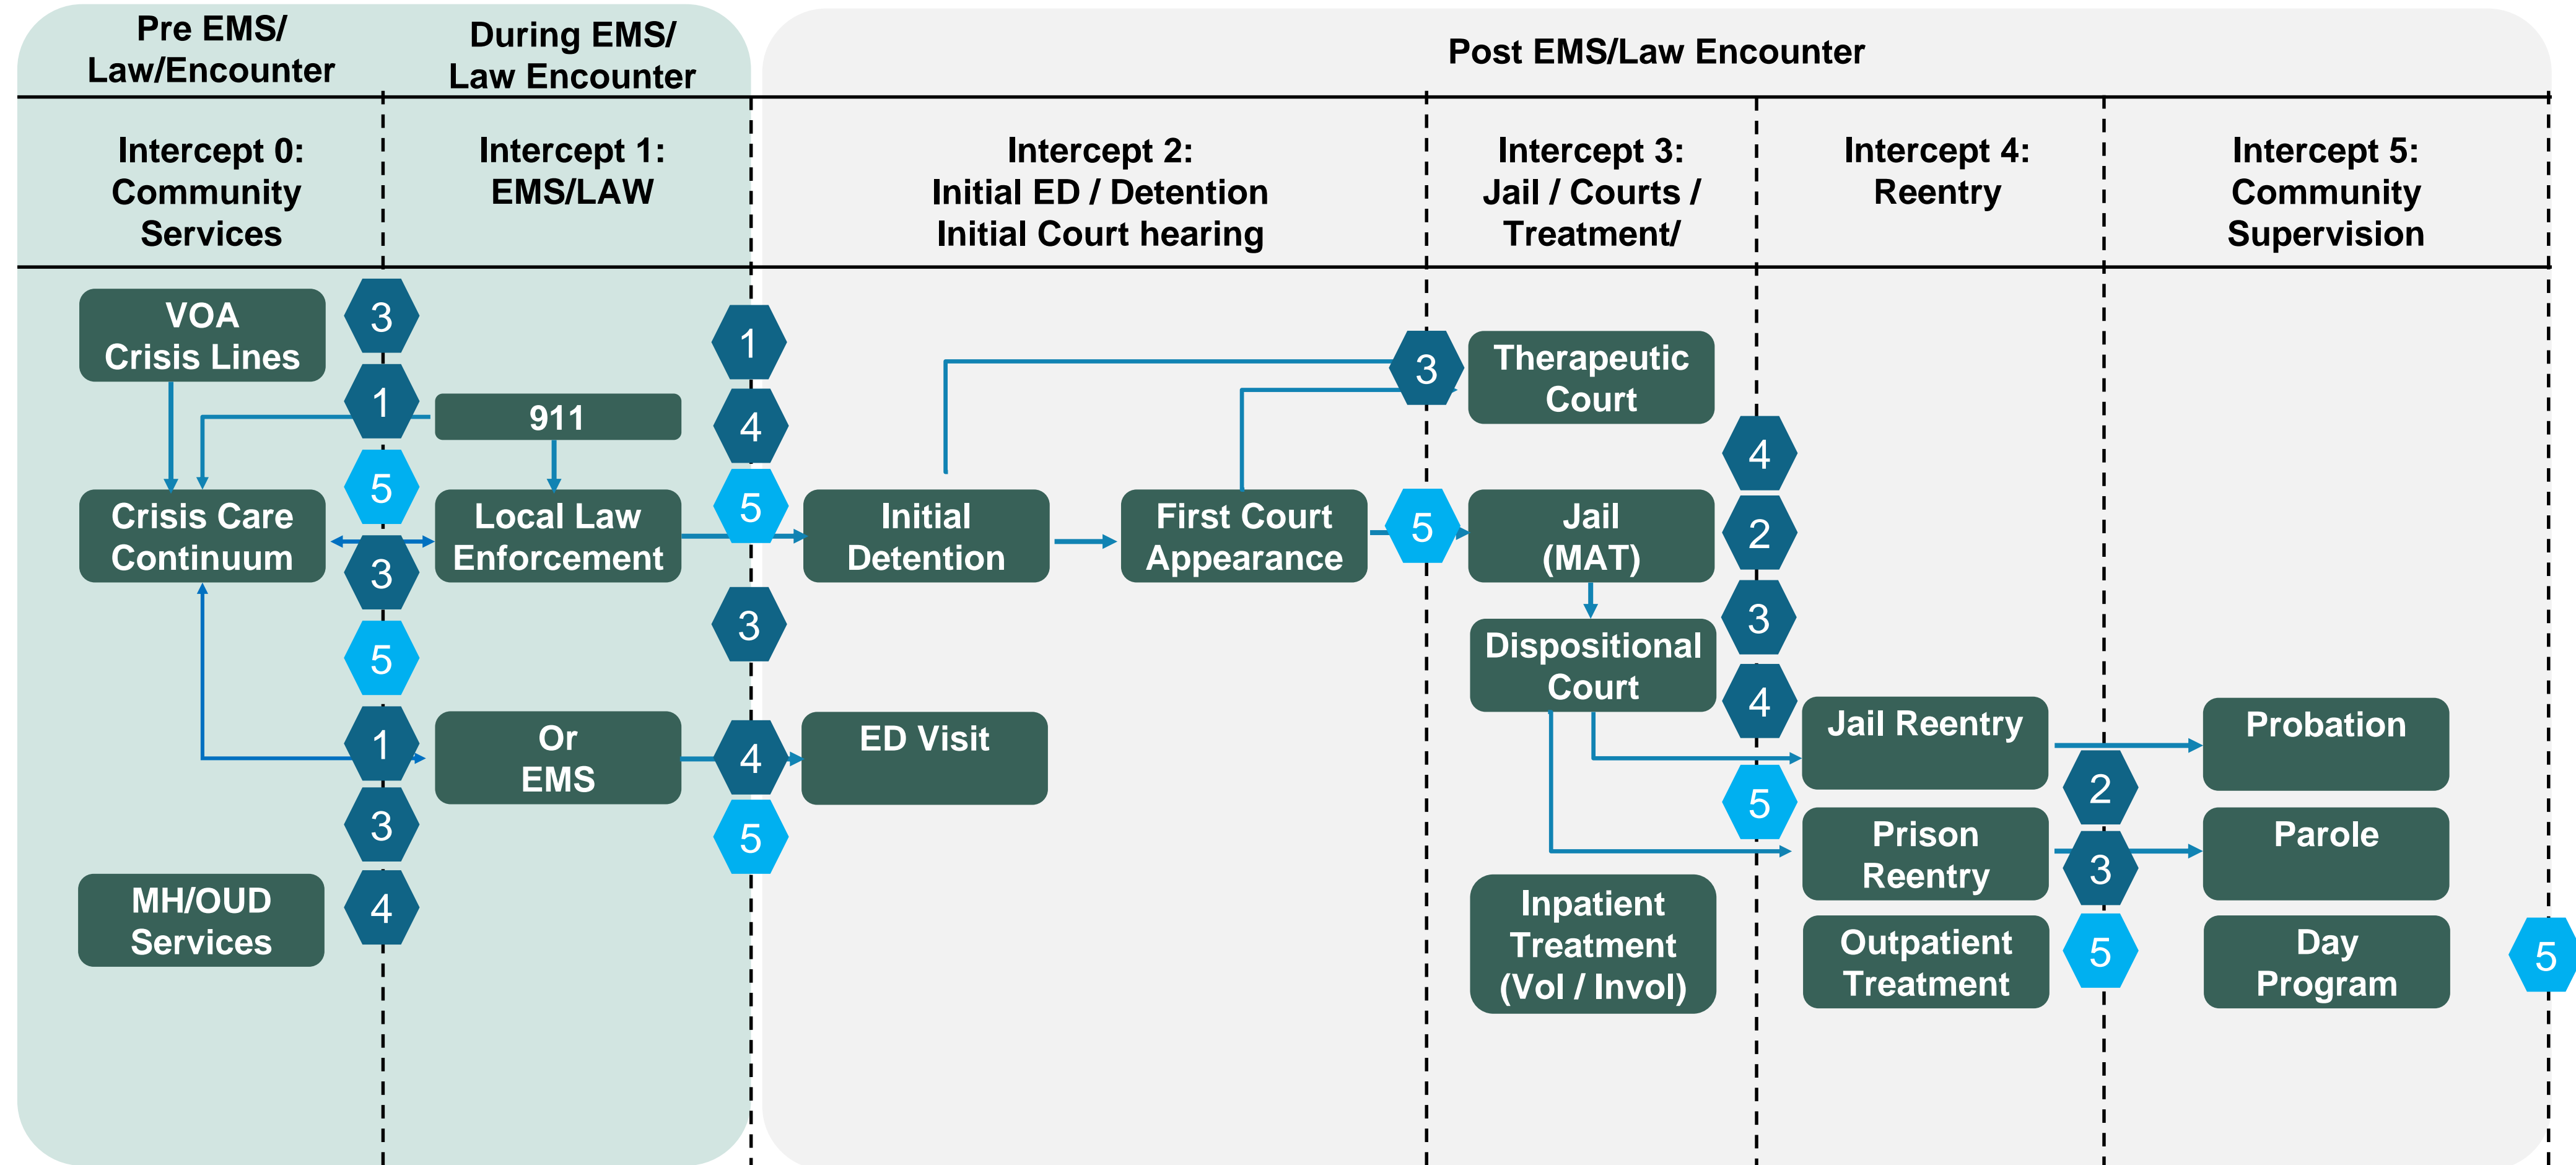 Pre EMS/
Law/Encounter
During EMS/
Law Encounter
Post EMS/Law Encounter
Intercept 0:
Community
Services
Intercept 1:
EMS/LAW
Intercept 2:
Initial ED / Detention
Initial Court hearing
Intercept 3:
Jail / Courts /
Treatment/
Intercept 4:
Reentry
Intercept 5:
Community
Supervision
VOA
Crisis Lines
Crisis Care
Continuum
MH/OUD
Services
3
1
5
3
5
1
3
4
911
Local Law
Enforcement
Or
EMS
1
4
5
3
4
5
Initial
Detention
ED Visit
First Court
Appearance
3
5
Therapeutic
Court
Jail
(MAT)
Dispositional
Court
Inpatient
Treatment
(Vol / Invol)
4
2
3
4
5
Jail Reentry
Prison
Reentry
Outpatient
Treatment
2
3
5
Probation
Parole
Day
Program
5